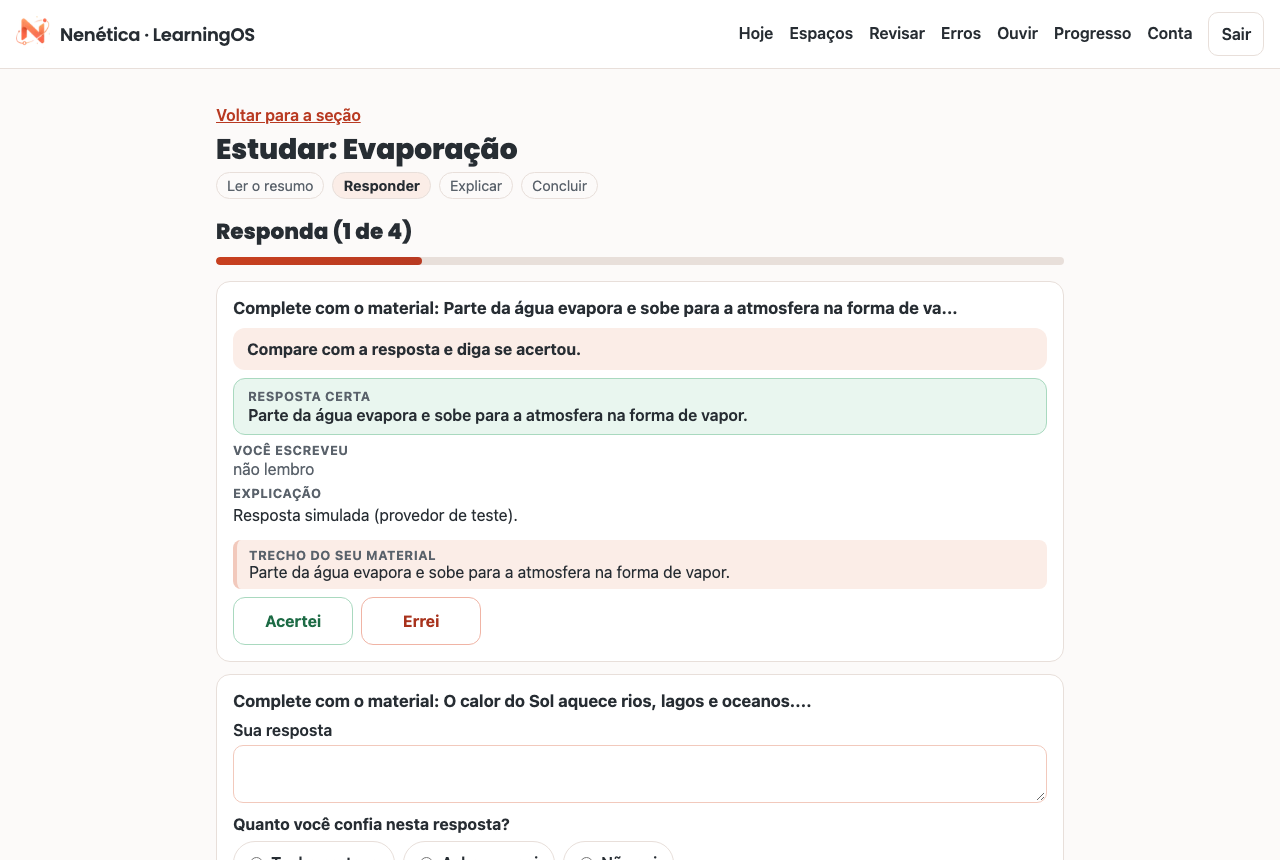 Nenética · LearningOS
Hoje Espaços Revisar Erros Ouvir Progresso Conta Sair
Voltar para a seção
Estudar: Evaporação
Ler o resumo Responder Explicar Concluir
Responda (1 de 4)
Complete com o material: Parte da água evapora e sobe para a atmosfera na forma de va...
Compare com a resposta e diga se acertou.
RESPOSTA CERTA
Parte da água evapora e sobe para a atmosfera na forma de vapor.
VOCÊ ESCREVEU
não lembro
EXPLICAÇÃO
Resposta simulada (provedor de teste).
TRECHO DO SEU MATERIAL
Parte da água evapora e sobe para a atmosfera na forma de vapor.
Acertei Errei
Complete com o material: O calor do Sol aquece rios, lagos e oceanos....
Sua resposta
Quanto você confia nesta resposta?